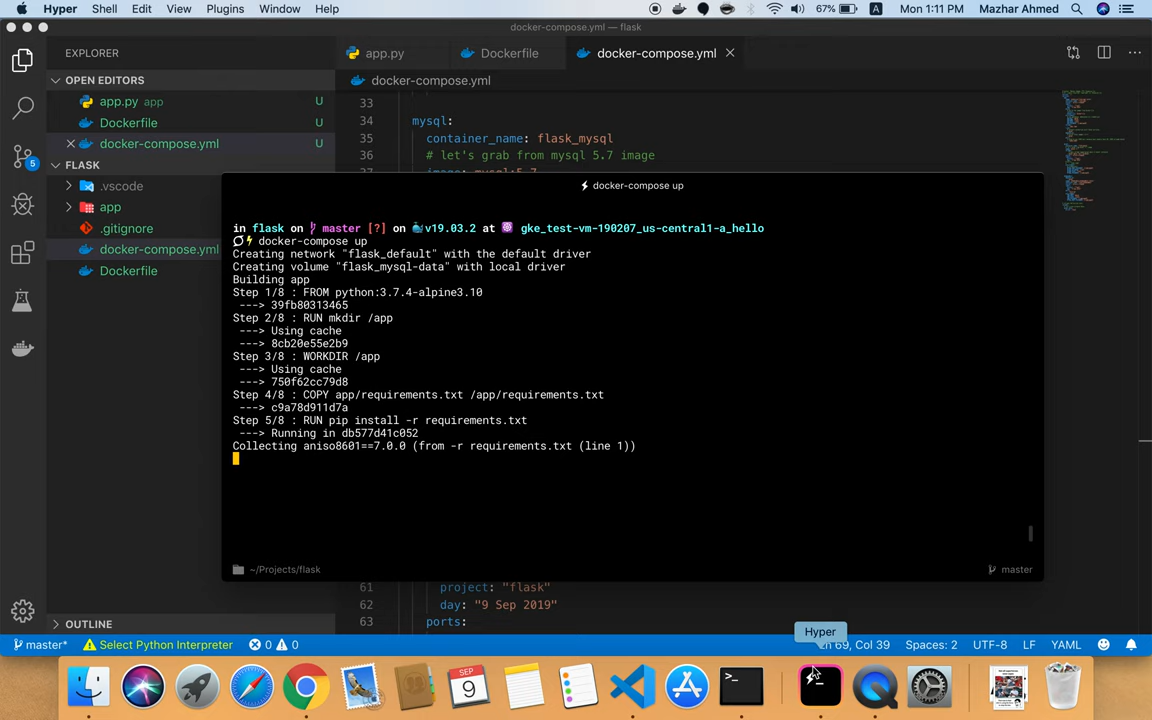 Hyper Shell Edit View Plugins Window Help 67% A Mon 1:11 PM Mazhar Ahmed
docker-compose.yml — flask
EXPLORER
app.py Dockerfile docker-compose.yml
OPEN EDITORS
docker-compose.yml
app.py app U
Dockerfile U
docker-compose.yml U
FLASK
.vscode
app
.gitignore
docker-compose.yml
Dockerfile
5
33
34 mysql:
35 container_name: flask_mysql
36 # let's grab from mysql 5.7 image
docker-compose up
in flask on master [?] on v19.03.2 at gke_test-vm-190207_us-central1-a_hello
docker-compose up
Creating network "flask_default" with the default driver
Creating volume "flask_mysql-data" with local driver
Building app
Step 1/8 : FROM python:3.7.4-alpine3.10
---> 39fb80313465
Step 2/8 : RUN mkdir /app
---> Using cache
---> 8cb20e55e2b9
Step 3/8 : WORKDIR /app
---> Using cache
---> 750f62cc79d8
Step 4/8 : COPY app/requirements.txt /app/requirements.txt
---> c9a78d911d7a
Step 5/8 : RUN pip install -r requirements.txt
---> Running in db577d41c052
Collecting aniso8601==7.0.0 (from -r requirements.txt (line 1))
~/Projects/flask master
61 project: "flask"
62 day: "9 Sep 2019"
63 ports:
OUTLINE
Hyper
master* Select Python Interpreter 0 0 Ln 69, Col 39 Spaces: 2 UTF-8 LF YAML
SEP
9